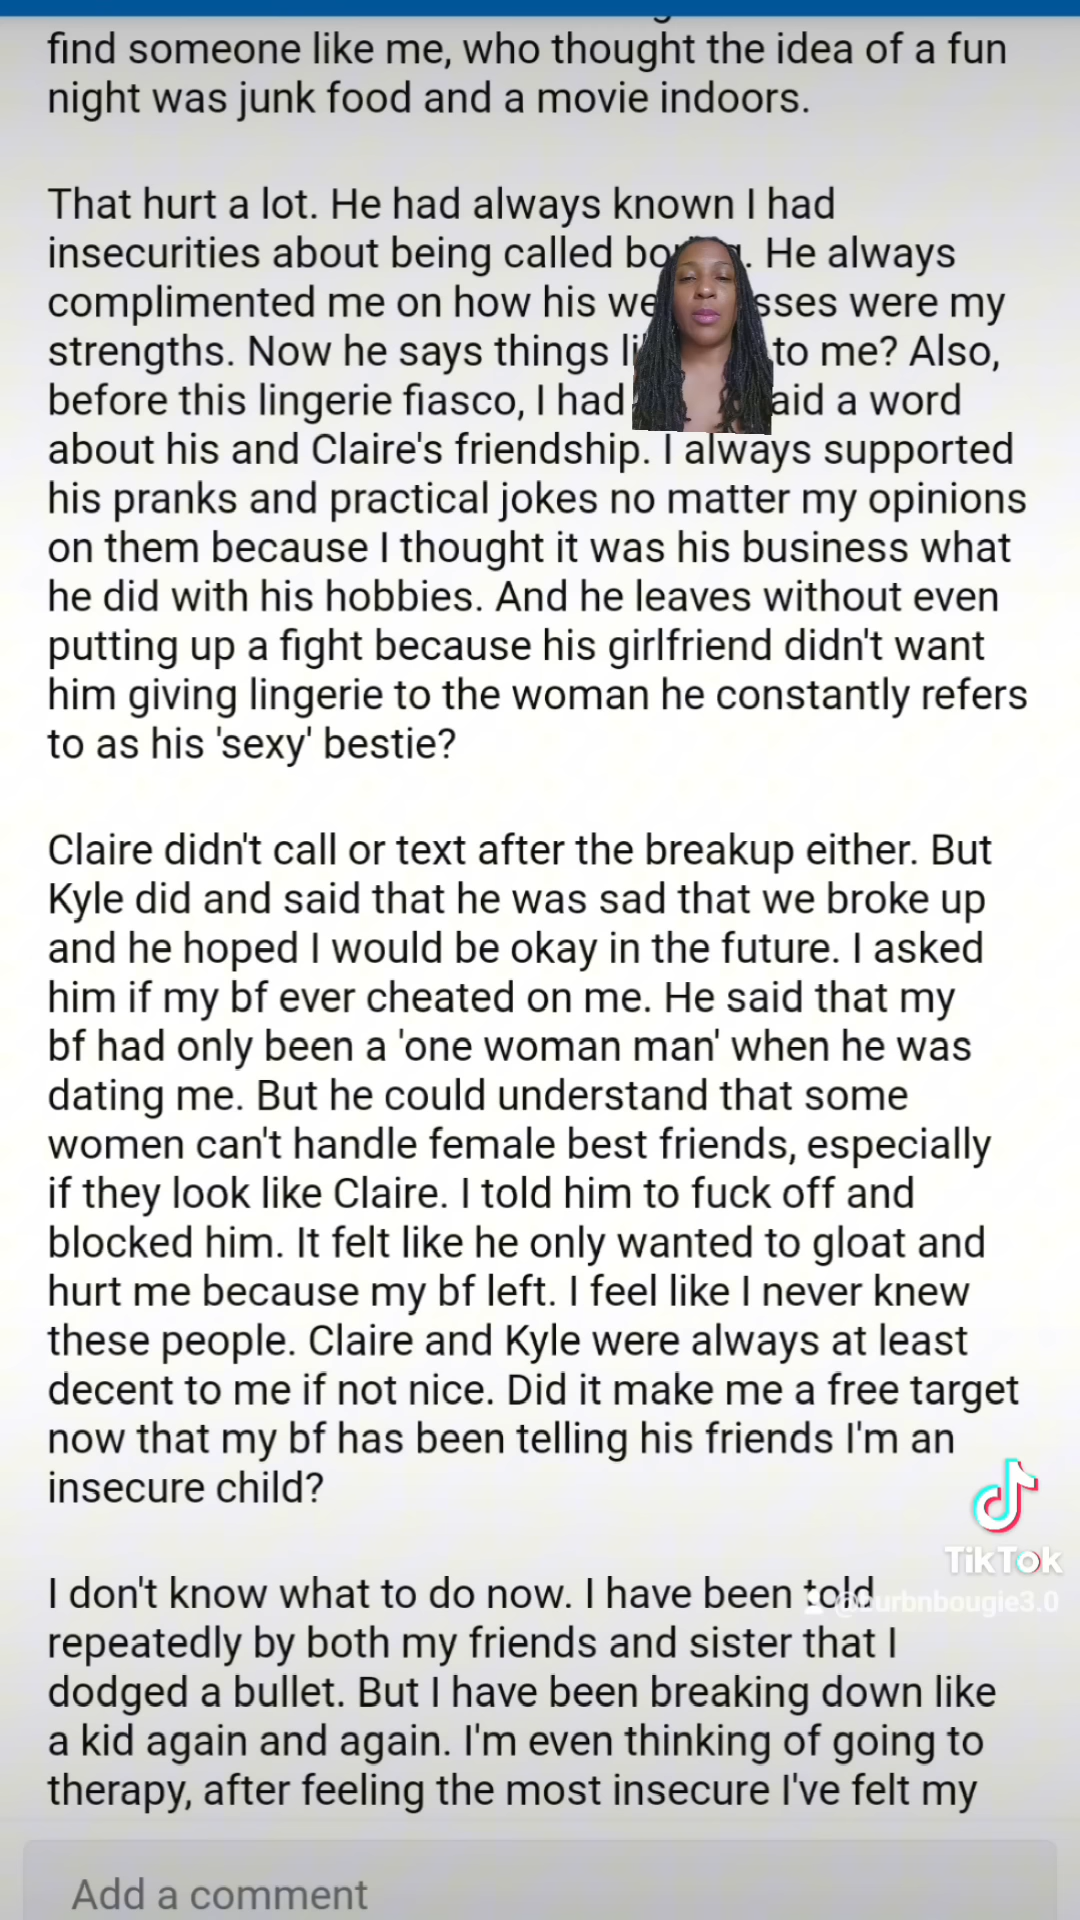 find someone like me, who thought the idea of a fun
night was junk food and a movie indoors.
That hurt a lot. He had always known I had
insecurities about being called . He always
complimented me on how his were my
strengths. Now he says things to me? Also,
before this lingerie fiasco, I had a word
about his and Claire's friendship. I always supported
his pranks and practical jokes no matter my opinions
on them because I thought it was his business what
he did with his hobbies. And he leaves without even
putting up a fight because his girlfriend didn't want
him giving lingerie to the woman he constantly refers
to as his 'sexy' bestie?
Claire didn't call or text after the breakup either. But
Kyle did and said that he was sad that we broke up
and he hoped I would be okay in the future. I asked
him if my bf ever cheated on me. He said that my
bf had only been a 'one woman man' when he was
dating me. But he could understand that some
women can't handle female best friends, especially
if they look like Claire. I told him to fuck off and
blocked him. It felt like he only wanted to gloat and
hurt me because my bf left. I feel like I never knew
these people. Claire and Kyle were always at least
decent to me if not nice. Did it make me a free target
now that my bf has been telling his friends I'm an
insecure child?
TikTok
I don't know what to do now. I have been told
repeatedly by both my friends and sister that I
dodged a bullet. But I have been breaking down like
a kid again and again. I'm even thinking of going to
therapy, after feeling the most insecure I've felt my
Add a comment